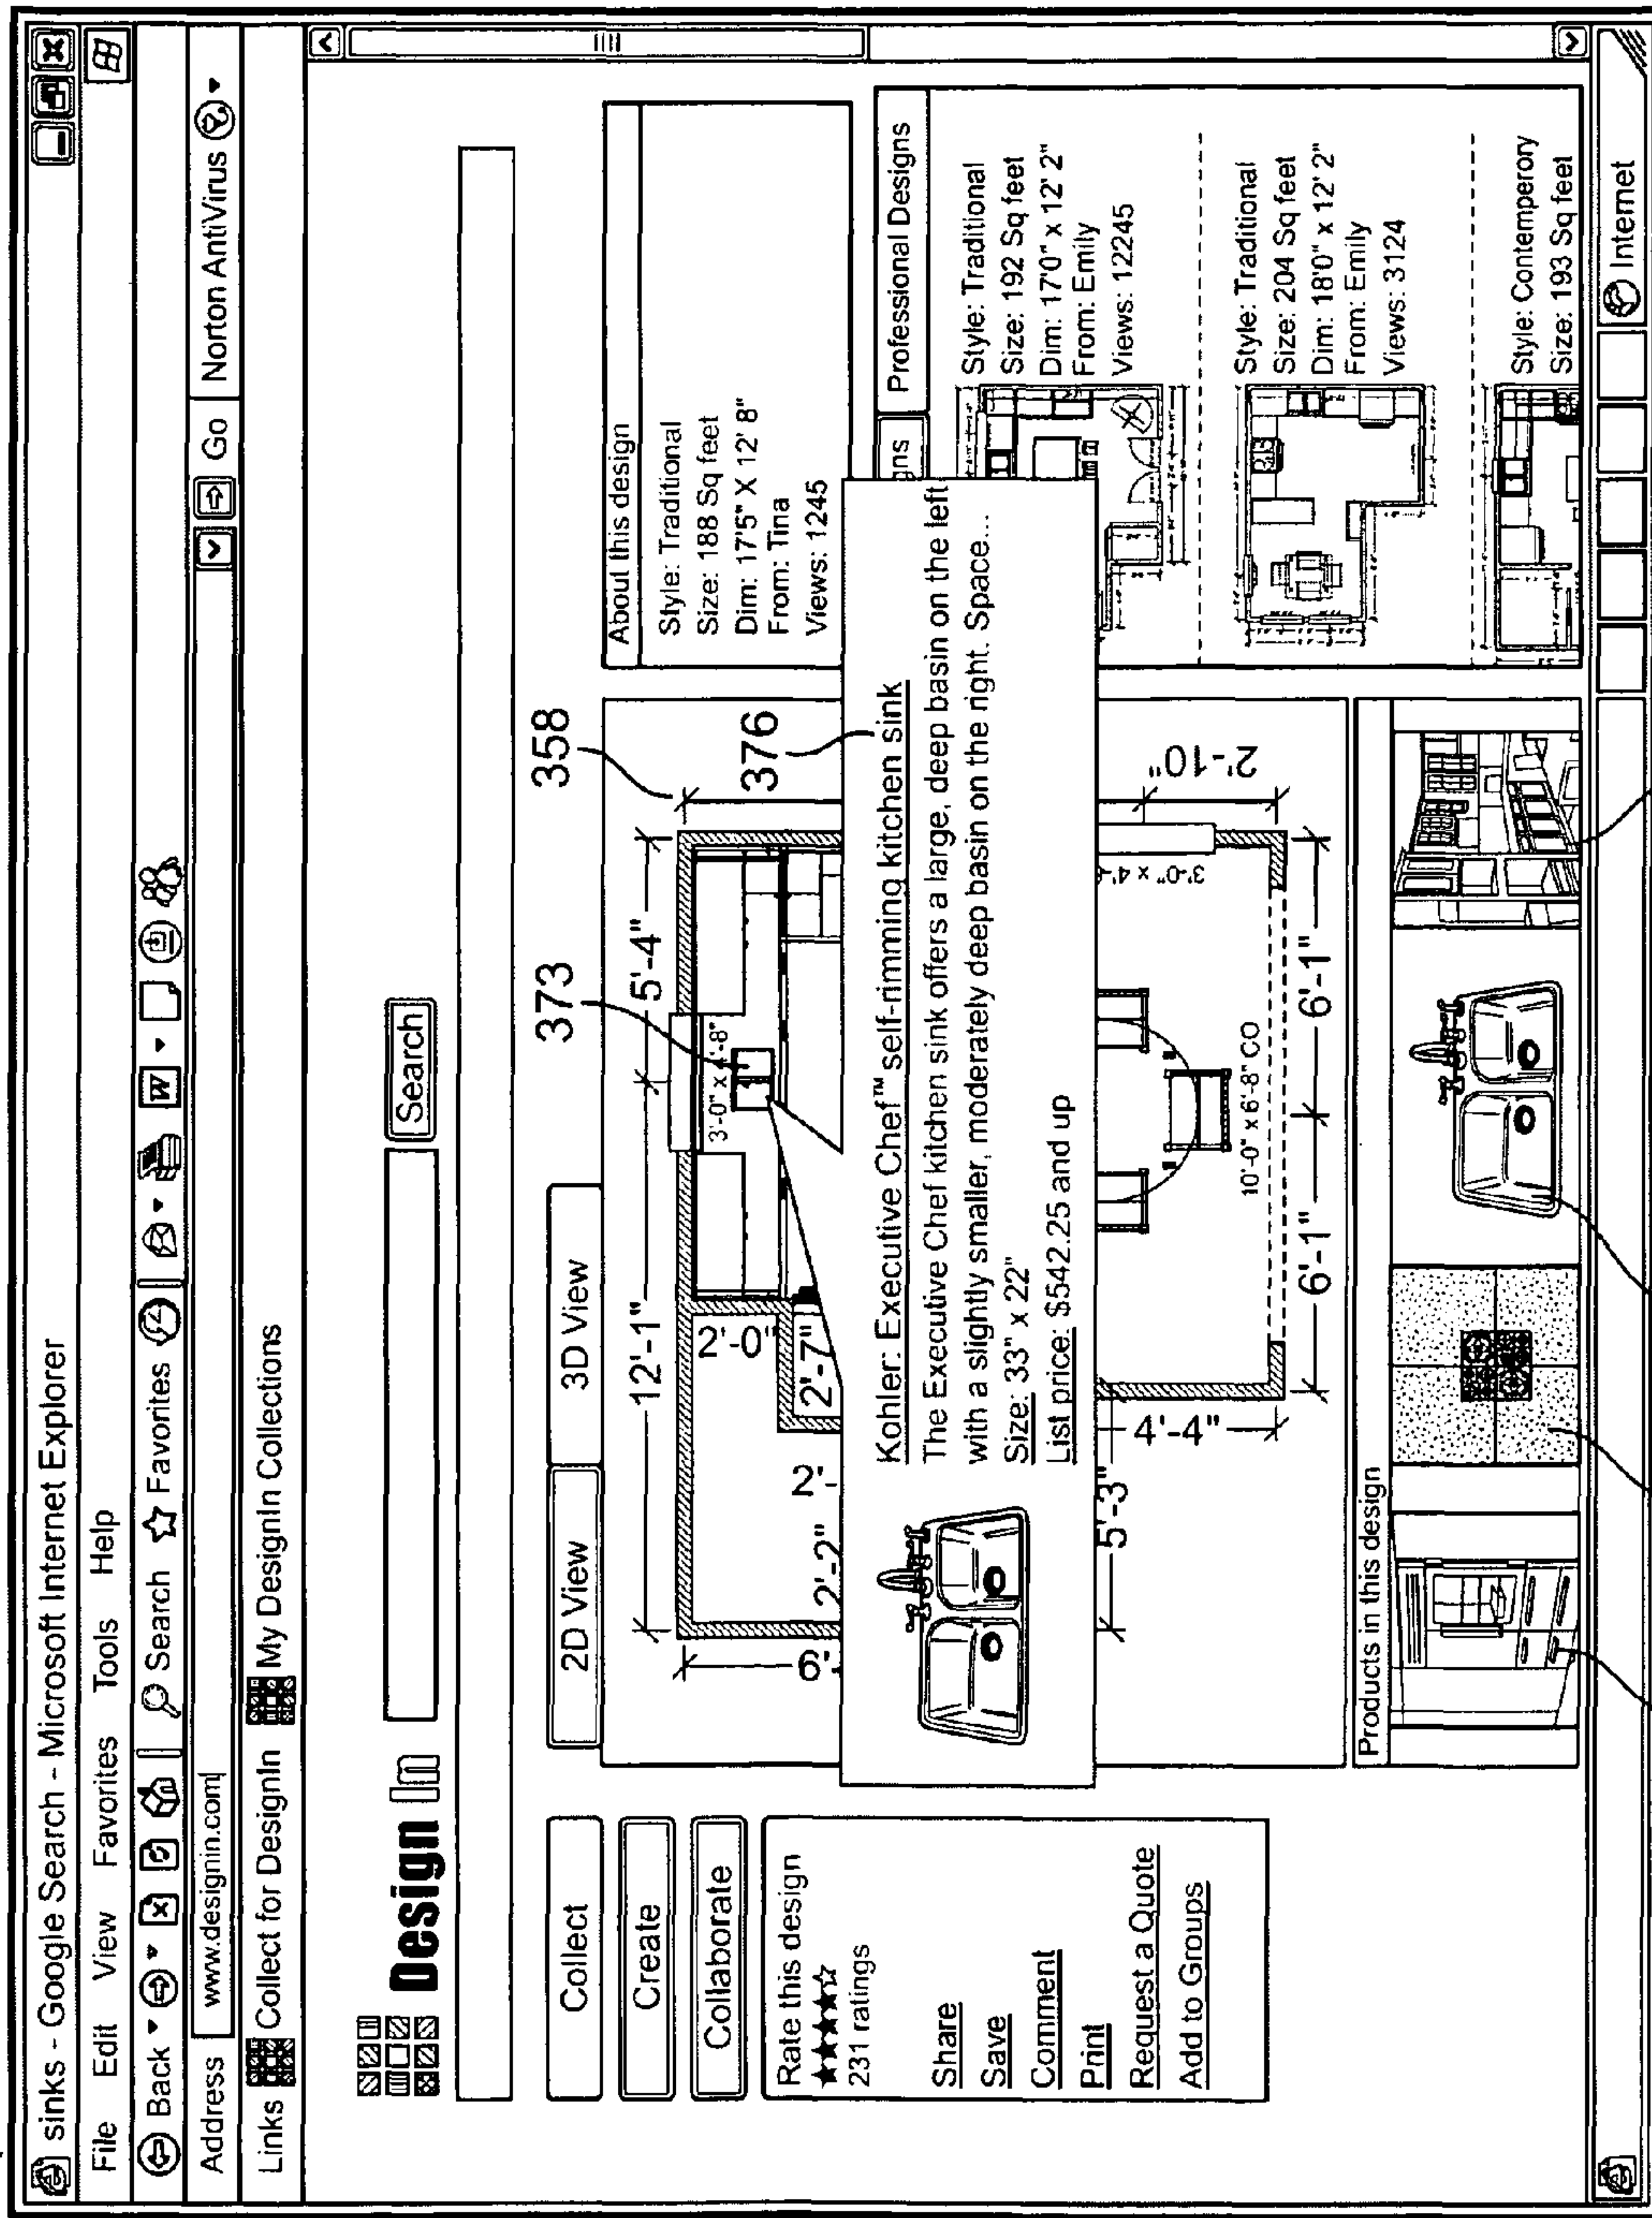 sinks - Google Search - Microsoft Internet Explorer
File Edit View Favorites Tools Help
Back Search Favorites W
Address www.designin.com Go Norton AntiVirus
Links Collect for DesignIn My DesignIn Collections
Design In
Search
Collect
Create
Collaborate
Rate this design
231 ratings
Share
Save
Comment
Print
Request a Quote
Add to Groups
2D View 3D View
373
358
376
12'-1" 5'-4"
3'-0" x 4'-8"
2'-0"
2'-7"
2'-
2'-2"
6'-
Kohler: Executive Chef™ self-rimming kitchen sink
The Executive Chef kitchen sink offers a large, deep basin on the left
with a slightly smaller, moderately deep basin on the right. Space...
Size: 33" x 22"
List price: $542.25 and up
5'-3"
4'-4"
3'-0" x 4'-
2'-10"
10'-0" x 6'-8" CO
6'-1" 6'-1"
Products in this design
About this design
Style: Traditional
Size: 188 Sq feet
Dim: 17'5" X 12' 8"
From: Tina
Views: 1245
gns Professional Designs
Style: Traditional
Size: 192 Sq feet
Dim: 17'0" x 12' 2"
From: Emily
Views: 12245
Style: Traditional
Size: 204 Sq feet
Dim: 18'0" x 12' 2"
From: Emily
Views: 3124
Style: Contemperory
Size: 193 Sq feet
Internet